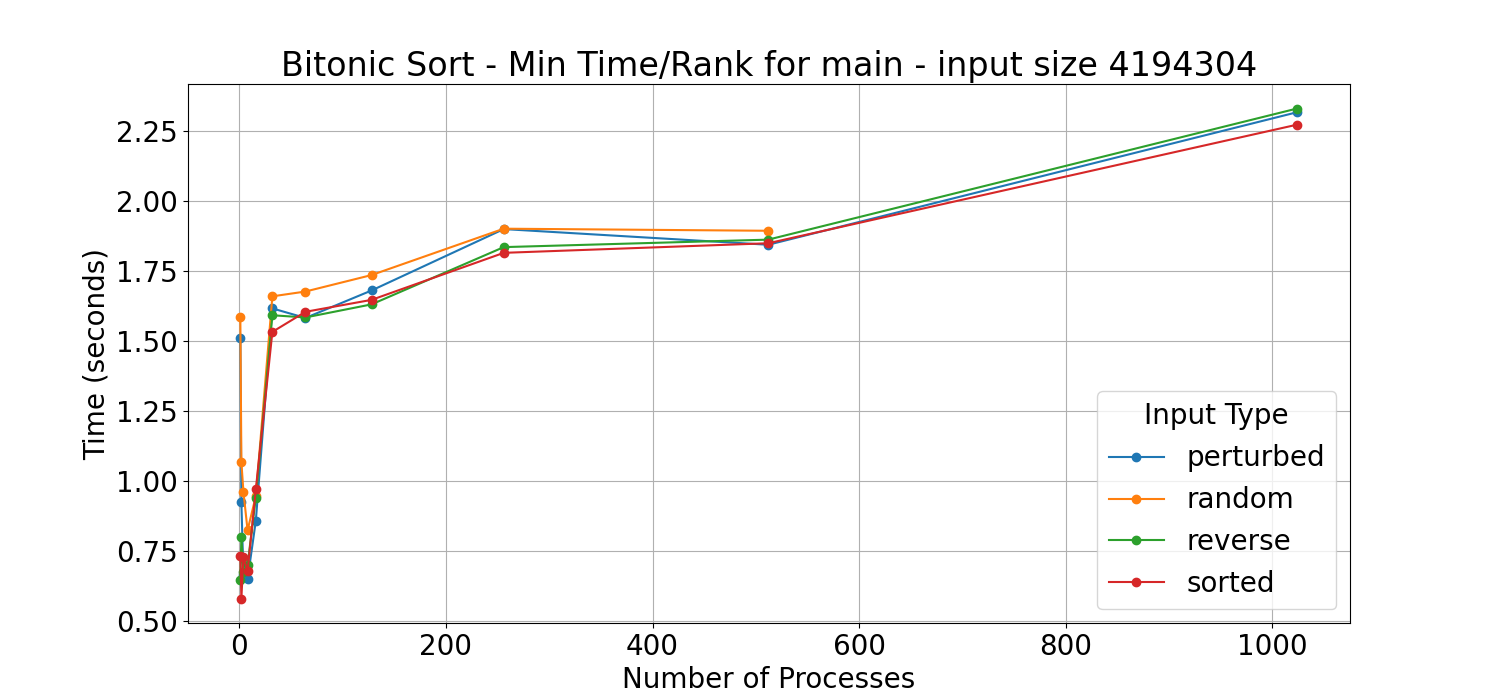 Bitonic Sort - Min Time/Rank for main - input size 4194304
Time (seconds)
2.25
2.00
1.75
1.50
1.25
1.00
0.75
0.50
0 200 400 600 800 1000
Number of Processes
Input Type
perturbed
random
reverse
sorted